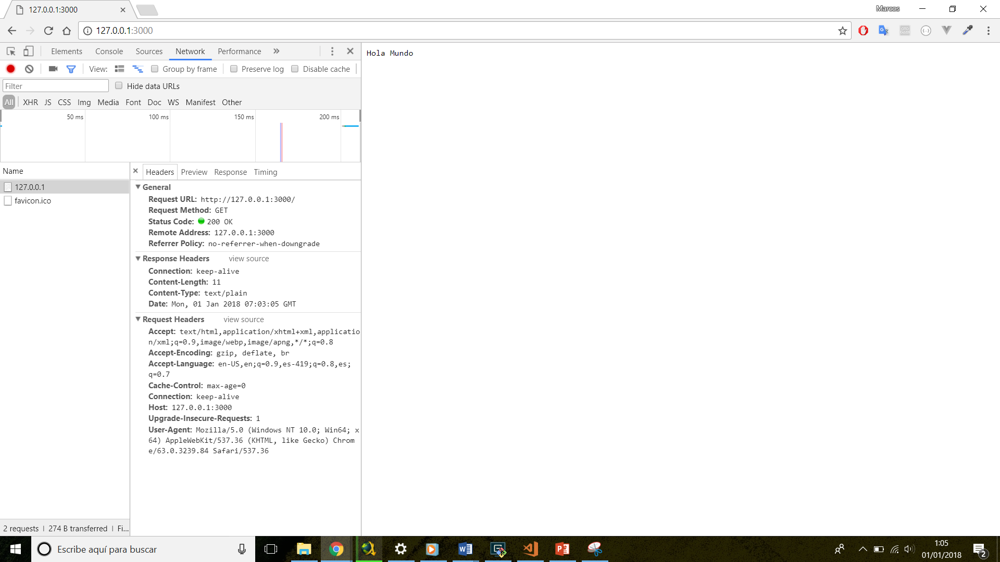 127.0.0.1:3000
Marcos
127.0.0.1:3000
Elements Console Sources Network Performance »
View: Group by frame Preserve log Disable cache
Filter Hide data URLs
All XHR JS CSS Img Media Font Doc WS Manifest Other
50 ms 100 ms 150 ms 200 ms
Name
127.0.0.1
favicon.ico
Headers Preview Response Timing
General
Request URL: http://127.0.0.1:3000/
Request Method: GET
Status Code: 200 OK
Remote Address: 127.0.0.1:3000
Referrer Policy: no-referrer-when-downgrade
Response Headers view source
Connection: keep-alive
Content-Length: 11
Content-Type: text/plain
Date: Mon, 01 Jan 2018 07:03:05 GMT
Request Headers view source
Accept: text/html,application/xhtml+xml,applicatio
n/xml;q=0.9,image/webp,image/apng,*/*;q=0.8
Accept-Encoding: gzip, deflate, br
Accept-Language: en-US,en;q=0.9,es-419;q=0.8,es;
q=0.7
Cache-Control: max-age=0
Connection: keep-alive
Host: 127.0.0.1:3000
Upgrade-Insecure-Requests: 1
User-Agent: Mozilla/5.0 (Windows NT 10.0; Win64; x
64) AppleWebKit/537.36 (KHTML, like Gecko) Chrom
e/63.0.3239.84 Safari/537.36
2 requests | 274 B transferred | Fi...
Hola Mundo
Escribe aquí para buscar
1:05
01/01/2018
2